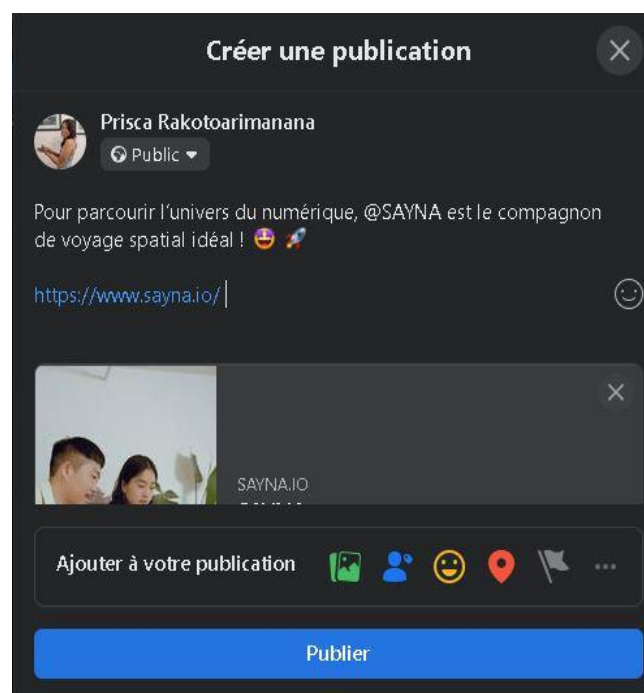 Créer une publication
Prisca Rakotoarimanana
Public
Pour parcourir l'univers du numérique, @SAYNA est le compagnon
de voyage spatial idéal ! 🤩 🚀
https://www.sayna.io/
SAYNA.IO
Ajouter à votre publication
Publier